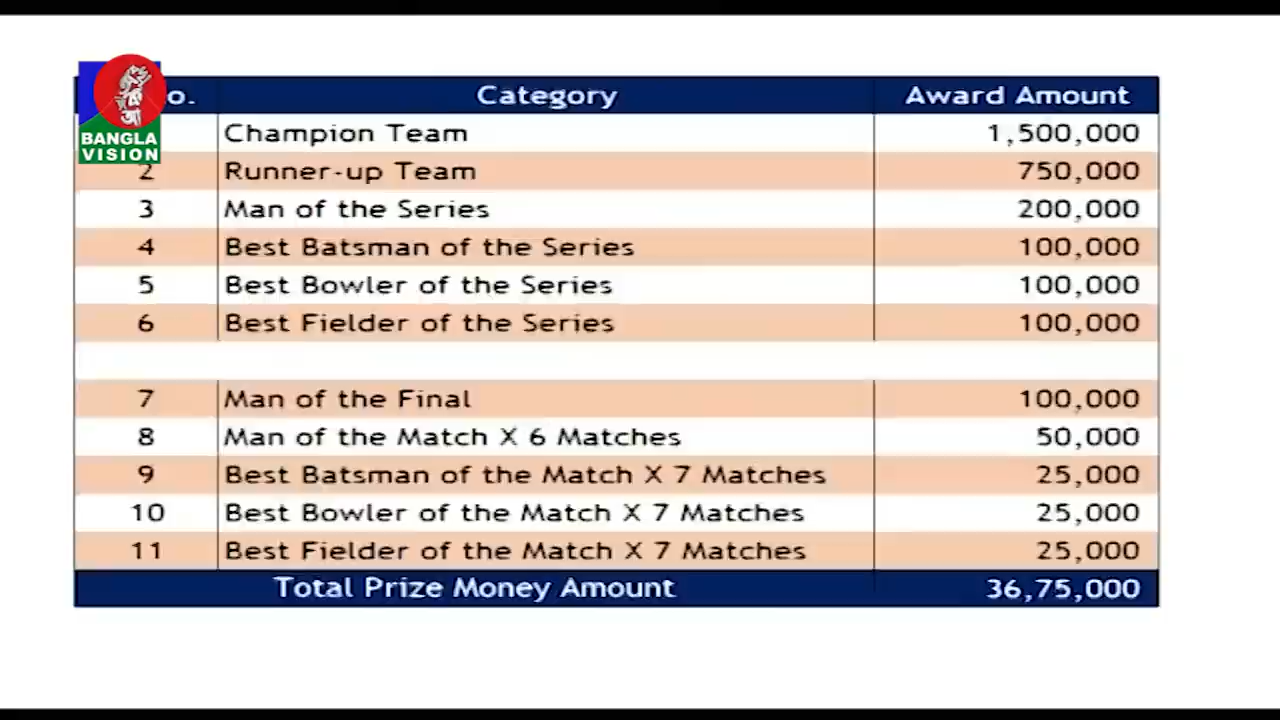 o. Category Award Amount
BANGLA
VISION
Champion Team 1,500,000
2 Runner-up Team 750,000
3 Man of the Series 200,000
4 Best Batsman of the Series 100,000
5 Best Bowler of the Series 100,000
6 Best Fielder of the Series 100,000
7 Man of the Final 100,000
8 Man of the Match X 6 Matches 50,000
9 Best Batsman of the Match X 7 Matches 25,000
10 Best Bowler of the Match X 7 Matches 25,000
11 Best Fielder of the Match X 7 Matches 25,000
Total Prize Money Amount 36,75,000